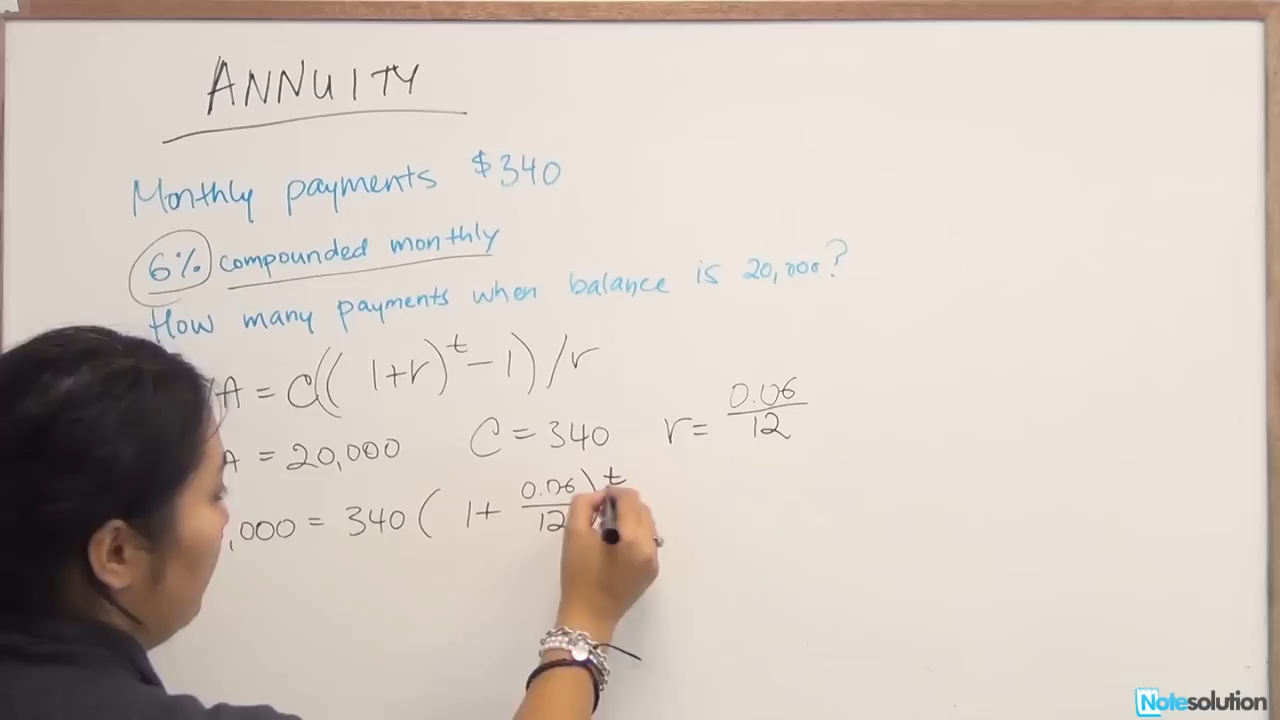 ANNUITY
Monthly payments $340
6% compounded monthly
How many payments when balance is 20,000?
A = C((1+r)^t - 1)/r
A = 20,000 C = 340 r = 0.06/12
,000 = 340( 1+ 0.06/12)^t
Notesolution